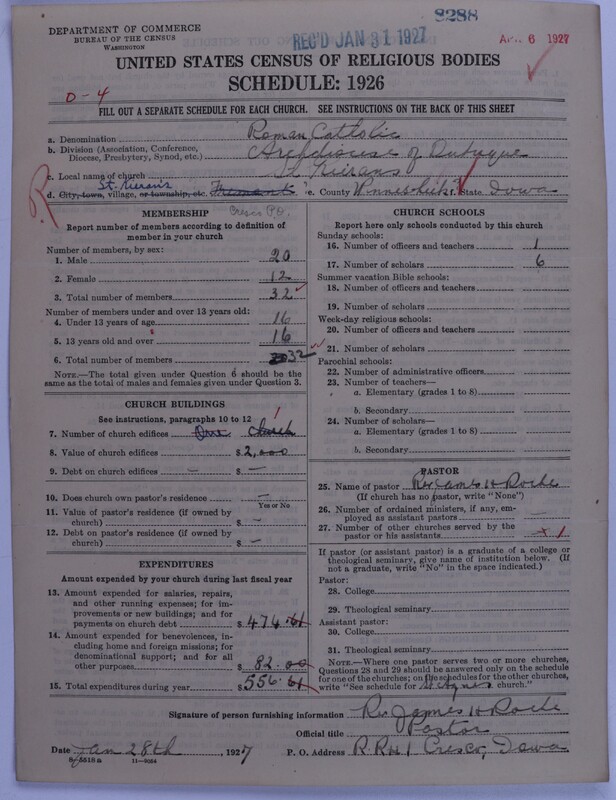 8288
DEPARTMENT OF COMMERCE
BUREAU OF THE CENSUS
WASHINGTON
REC'D JAN 31 1927
APR 6 1927
UNITED STATES CENSUS OF RELIGIOUS BODIES
SCHEDULE: 1926
0-4
FILL OUT A SEPARATE SCHEDULE FOR EACH CHURCH. SEE INSTRUCTIONS ON THE BACK OF THIS SHEET
a. Denomination Roman Catholic
b. Division (Association, Conference, Diocese, Presbytery, Synod, etc.) Archdiocese of Dubuque
c. Local name of church St Kierans
R
d. City, town, village, or township, etc. St. Kieran's Fremont e. County Winneshiek State Iowa
Cresco P.O.
MEMBERSHIP
Report number of members according to definition of
member in your church
Number of members, by sex:
1. Male 20
2. Female 12
3. Total number of members 32
Number of members under and over 13 years old:
4. Under 13 years of age 16
5. 13 years old and over 16
6. Total number of members 32
NOTE.—The total given under Question 6 should be the
same as the total of males and females given under Question 3.
CHURCH BUILDINGS
See instructions, paragraphs 10 to 12
7. Number of church edifices One church 1
8. Value of church edifices $ 2,000
9. Debt on church edifices — $ —
10. Does church own pastor's residence —
Yes or No
11. Value of pastor's residence (if owned by
church) $ —
12. Debt on pastor's residence (if owned by
church) $ —
EXPENDITURES
Amount expended by your church during last fiscal year
13. Amount expended for salaries, repairs,
and other running expenses; for im-
provements or new buildings; and for
payments on church debt $ 474.61
14. Amount expended for benevolences, in-
cluding home and foreign missions; for
denominational support; and for all
other purposes $ 82.00
15. Total expenditures during year $ 556.61
CHURCH SCHOOLS
Report here only schools conducted by this church
Sunday schools:
16. Number of officers and teachers 1
17. Number of scholars 6
Summer vacation Bible schools:
18. Number of officers and teachers
19. Number of scholars
Week-day religious schools:
20. Number of officers and teachers
21. Number of scholars
Parochial schools:
22. Number of administrative officers
23. Number of teachers—
a. Elementary (grades 1 to 8)
b. Secondary
24. Number of scholars—
a. Elementary (grades 1 to 8)
b. Secondary
PASTOR
25. Name of pastor Rev James H Roche
(If church has no pastor, write "None")
26. Number of ordained ministers, if any, em-
ployed as assistant pastors —
27. Number of other churches served by the
pastor or his assistants 1
If pastor (or assistant pastor) is a graduate of a college or
theological seminary, give name of institution below. (If
not a graduate, write "No" in the space indicated.)
Pastor:
28. College
29. Theological seminary
Assistant pastor:
30. College
31. Theological seminary
NOTE.—Where one pastor serves two or more churches,
Questions 28 and 29 should be answered only on the schedule
for one of the churches; on the schedules for the other churches,
write "See schedule for St Agnes church."
Signature of person furnishing information Rev James H Roche
Official title Pastor
Date Jan 28th, 1927 P. O. Address R.R. #1 Cresco, Iowa
8-5518a 11—9064